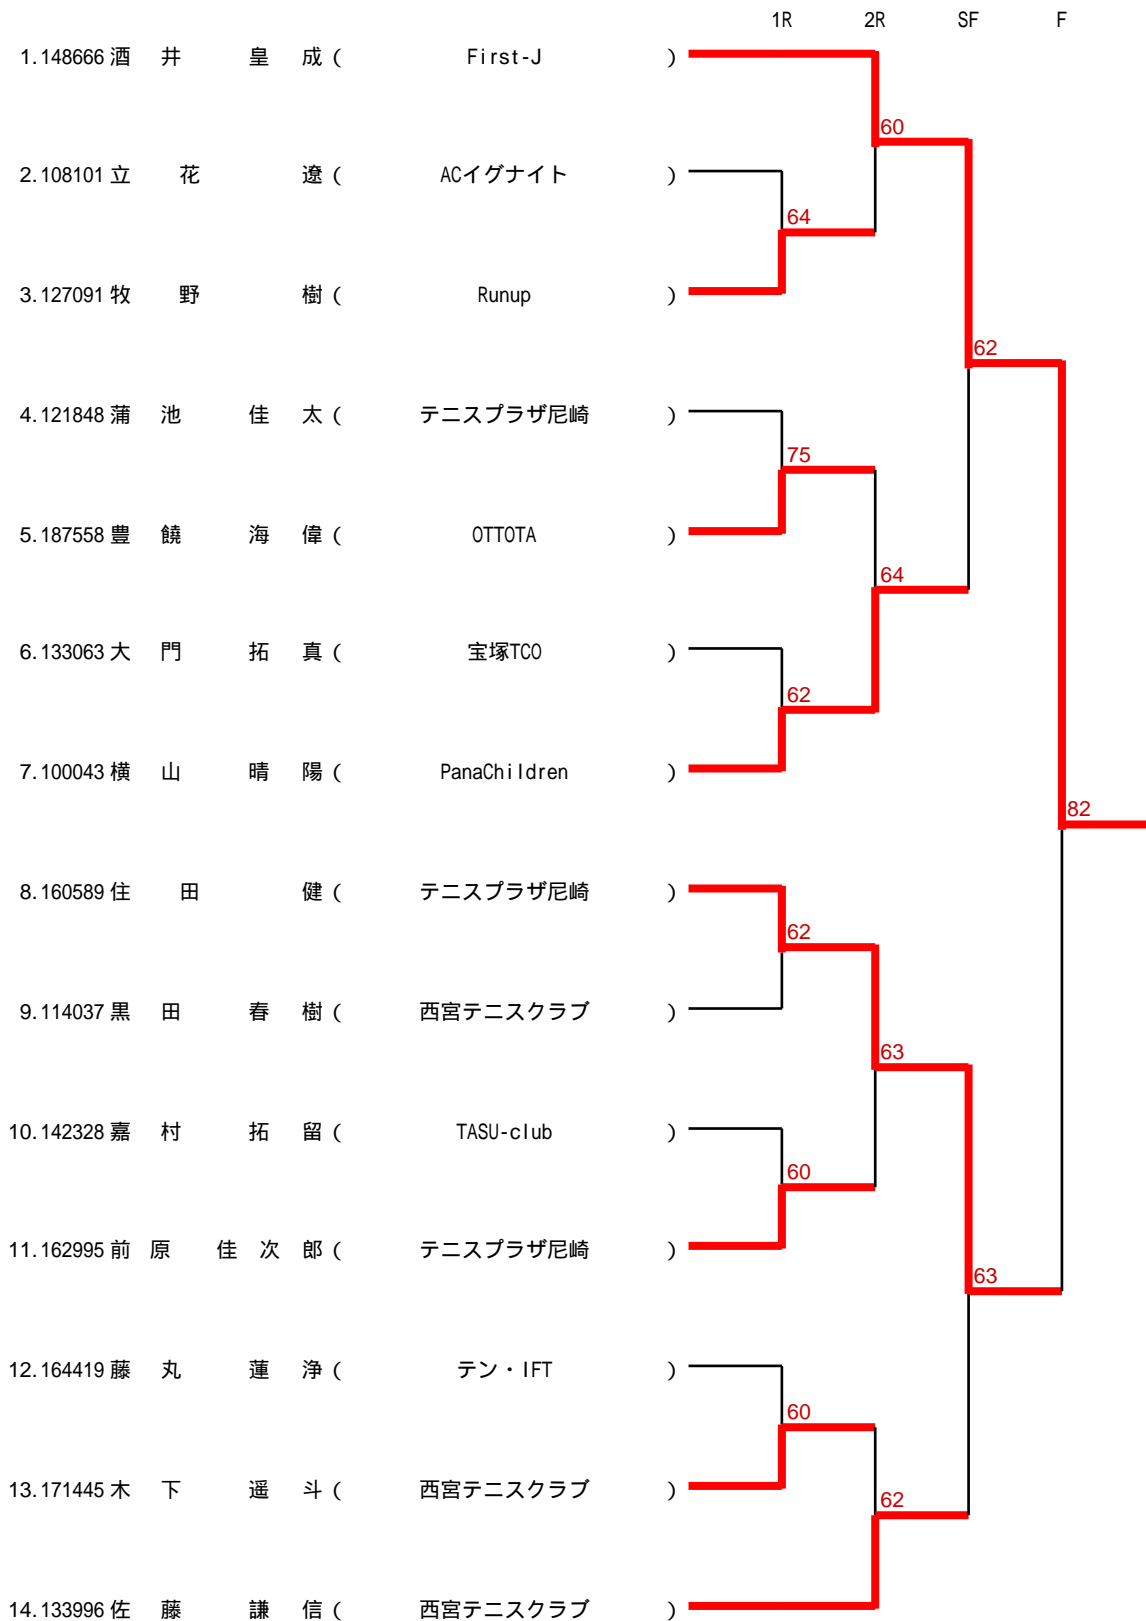 1R 2R SF F
1.148666 酒井 皇成 ( First-J )
60
2.108101 立花 遼 ( ACイグナイト )
64
3.127091 牧野 樹 ( Runup )
62
4.121848 蒲池 佳太 ( テニスプラザ尼崎 )
75
5.187558 豊饒 海偉 ( OTTOTA )
64
6.133063 大門 拓真 ( 宝塚TCO )
62
7.100043 横山 晴陽 ( PanaChildren )
82
8.160589 住田 健 ( テニスプラザ尼崎 )
62
9.114037 黒田 春樹 ( 西宮テニスクラブ )
63
10.142328 嘉村 拓留 ( TASU-club )
60
11.162995 前原 佳次郎 ( テニスプラザ尼崎 )
63
12.164419 藤丸 蓮浄 ( テン・IFT )
60
13.171445 木下 遥斗 ( 西宮テニスクラブ )
62
14.133996 佐藤 謙信 ( 西宮テニスクラブ )